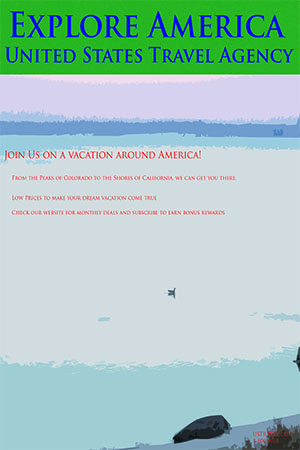 Explore America
United States Travel Agency
Join Us on a vacation around America!
From the Peaks of Colorado to the Shores of California, we can get you there.
Low Prices to make your dream vacation come true
Check our website for monthly deals and subscribe to earn bonus rewards